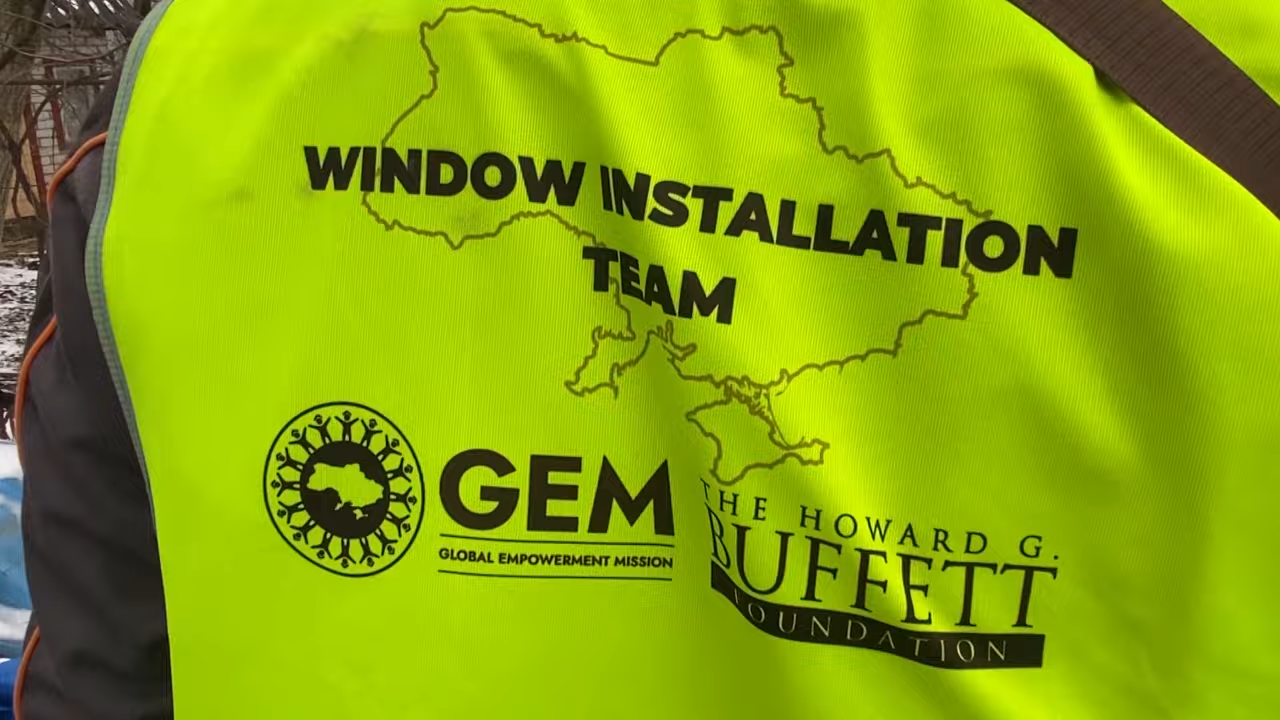 WINDOW INSTALLATION
TEAM
GEM
GLOBAL EMPOWERMENT MISSION
THE HOWARD G.
BUFFETT
FOUNDATION